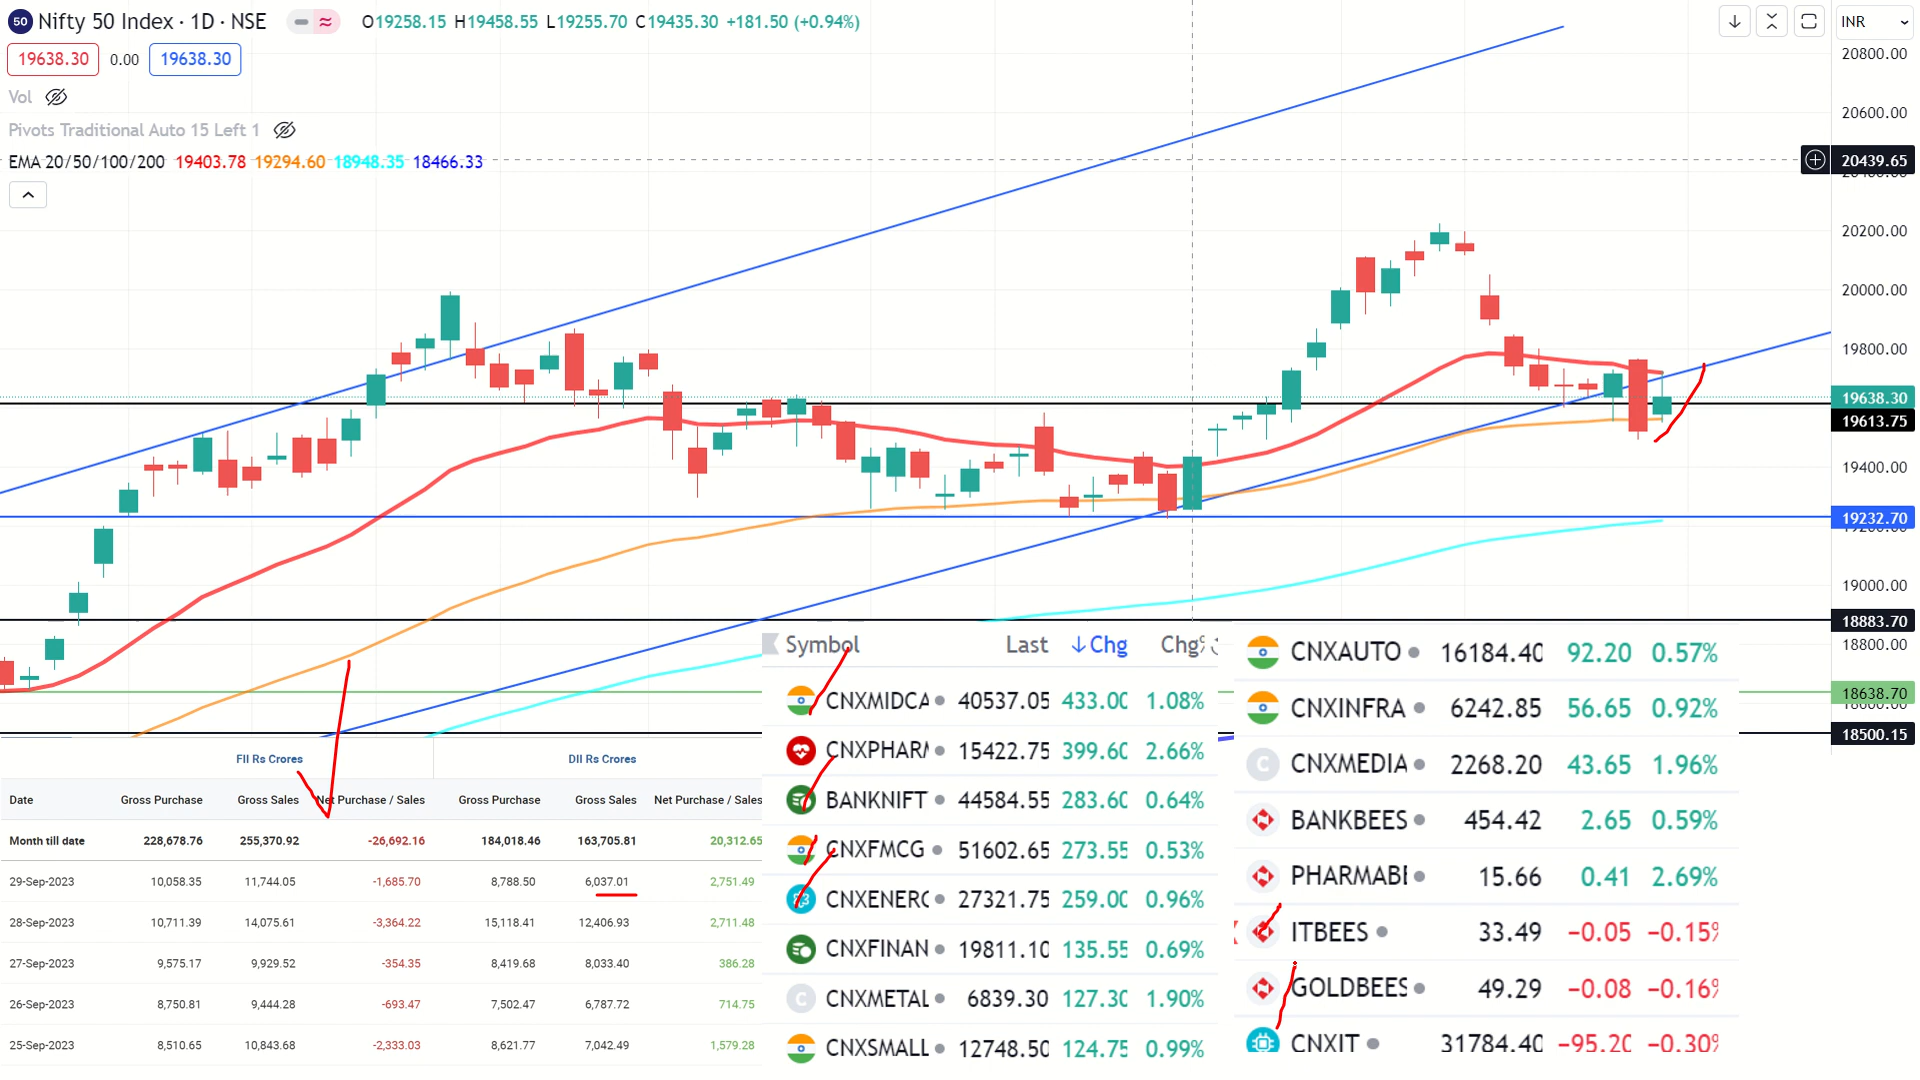 50 Nifty 50 Index · 1D · NSE O19258.15 H19458.55 L19255.70 C19435.30 +181.50 (+0.94%)
INR
19638.30 0.00 19638.30
Vol
Pivots Traditional Auto 15 Left 1
EMA 20/50/100/200 19403.78 19294.60 18948.35 18466.33
20800.00
20600.00
20439.65
20200.00
20000.00
19800.00
19638.30
19613.75
19400.00
19232.70
19000.00
18883.70
18800.00
18638.70
18500.15
FII Rs Crores DII Rs Crores
Date Gross Purchase Gross Sales Net Purchase / Sales Gross Purchase Gross Sales Net Purchase / Sales
Month till date 228,678.76 255,370.92 -26,692.16 184,018.46 163,705.81 20,312.65
29-Sep-2023 10,058.35 11,744.05 -1,685.70 8,788.50 6,037.01 2,751.49
28-Sep-2023 10,711.39 14,075.61 -3,364.22 15,118.41 12,406.93 2,711.48
27-Sep-2023 9,575.17 9,929.52 -354.35 8,419.68 8,033.40 386.28
26-Sep-2023 8,750.81 9,444.28 -693.47 7,502.47 6,787.72 714.75
25-Sep-2023 8,510.65 10,843.68 -2,333.03 8,621.77 7,042.49 1,579.28
Symbol Last ↓Chg Chg%
CNXMIDCA 40537.05 433.00 1.08%
CNXPHARM 15422.75 399.60 2.66%
BANKNIFT 44584.55 283.60 0.64%
CNXFMCG 51602.65 273.55 0.53%
CNXENERG 27321.75 259.00 0.96%
CNXFINAN 19811.10 135.55 0.69%
CNXMETAL 6839.30 127.30 1.90%
CNXSMALL 12748.50 124.75 0.99%
CNXAUTO 16184.40 92.20 0.57%
CNXINFRA 6242.85 56.65 0.92%
CNXMEDIA 2268.20 43.65 1.96%
BANKBEES 454.42 2.65 0.59%
PHARMABE 15.66 0.41 2.69%
ITBEES 33.49 −0.05 −0.15%
GOLDBEES 49.29 −0.08 −0.16%
CNXIT 31784.40 −95.20 −0.30%